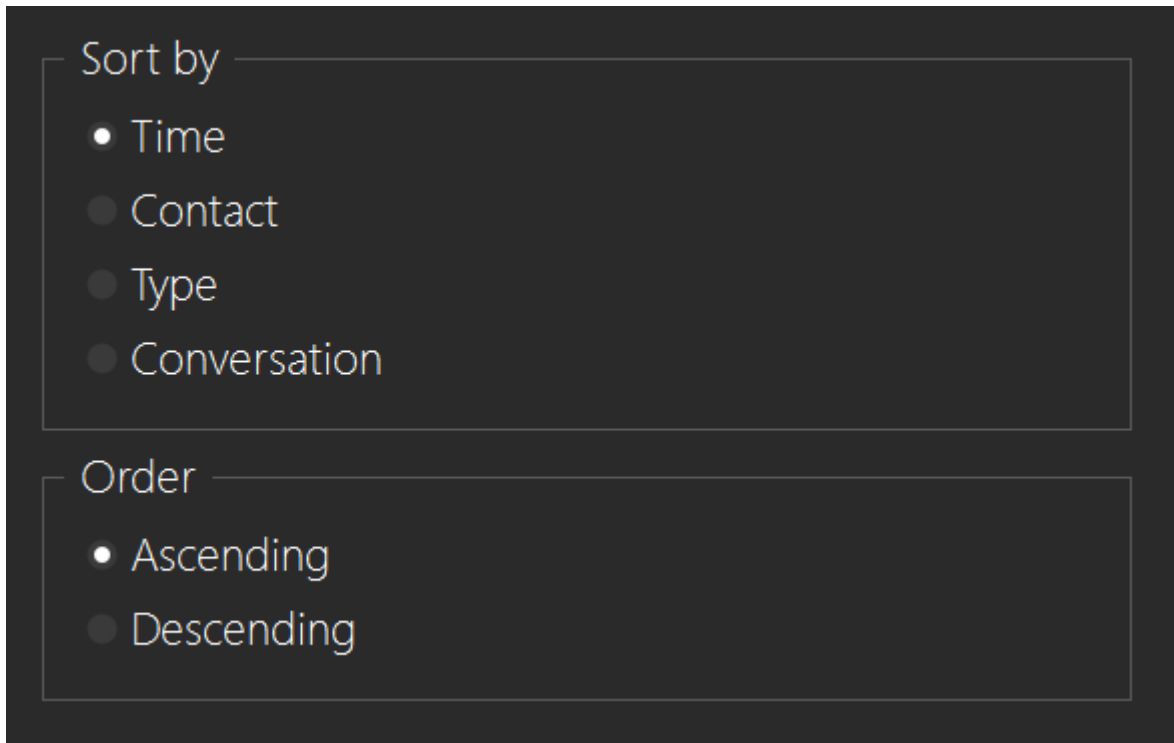 Sort by
Time
Contact
Type
Conversation
Order
Ascending
Descending